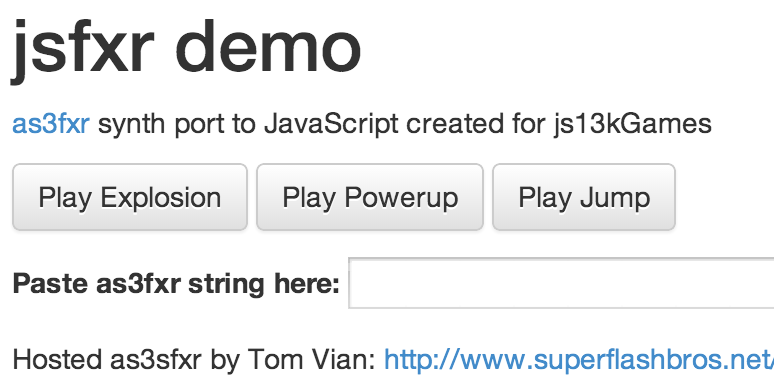 jsfxr demo
as3fxr synth port to JavaScript created for js13kGames
Play Explosion Play Powerup Play Jump
Paste as3fxr string here:
Hosted as3sfxr by Tom Vian: http://www.superflashbros.net/